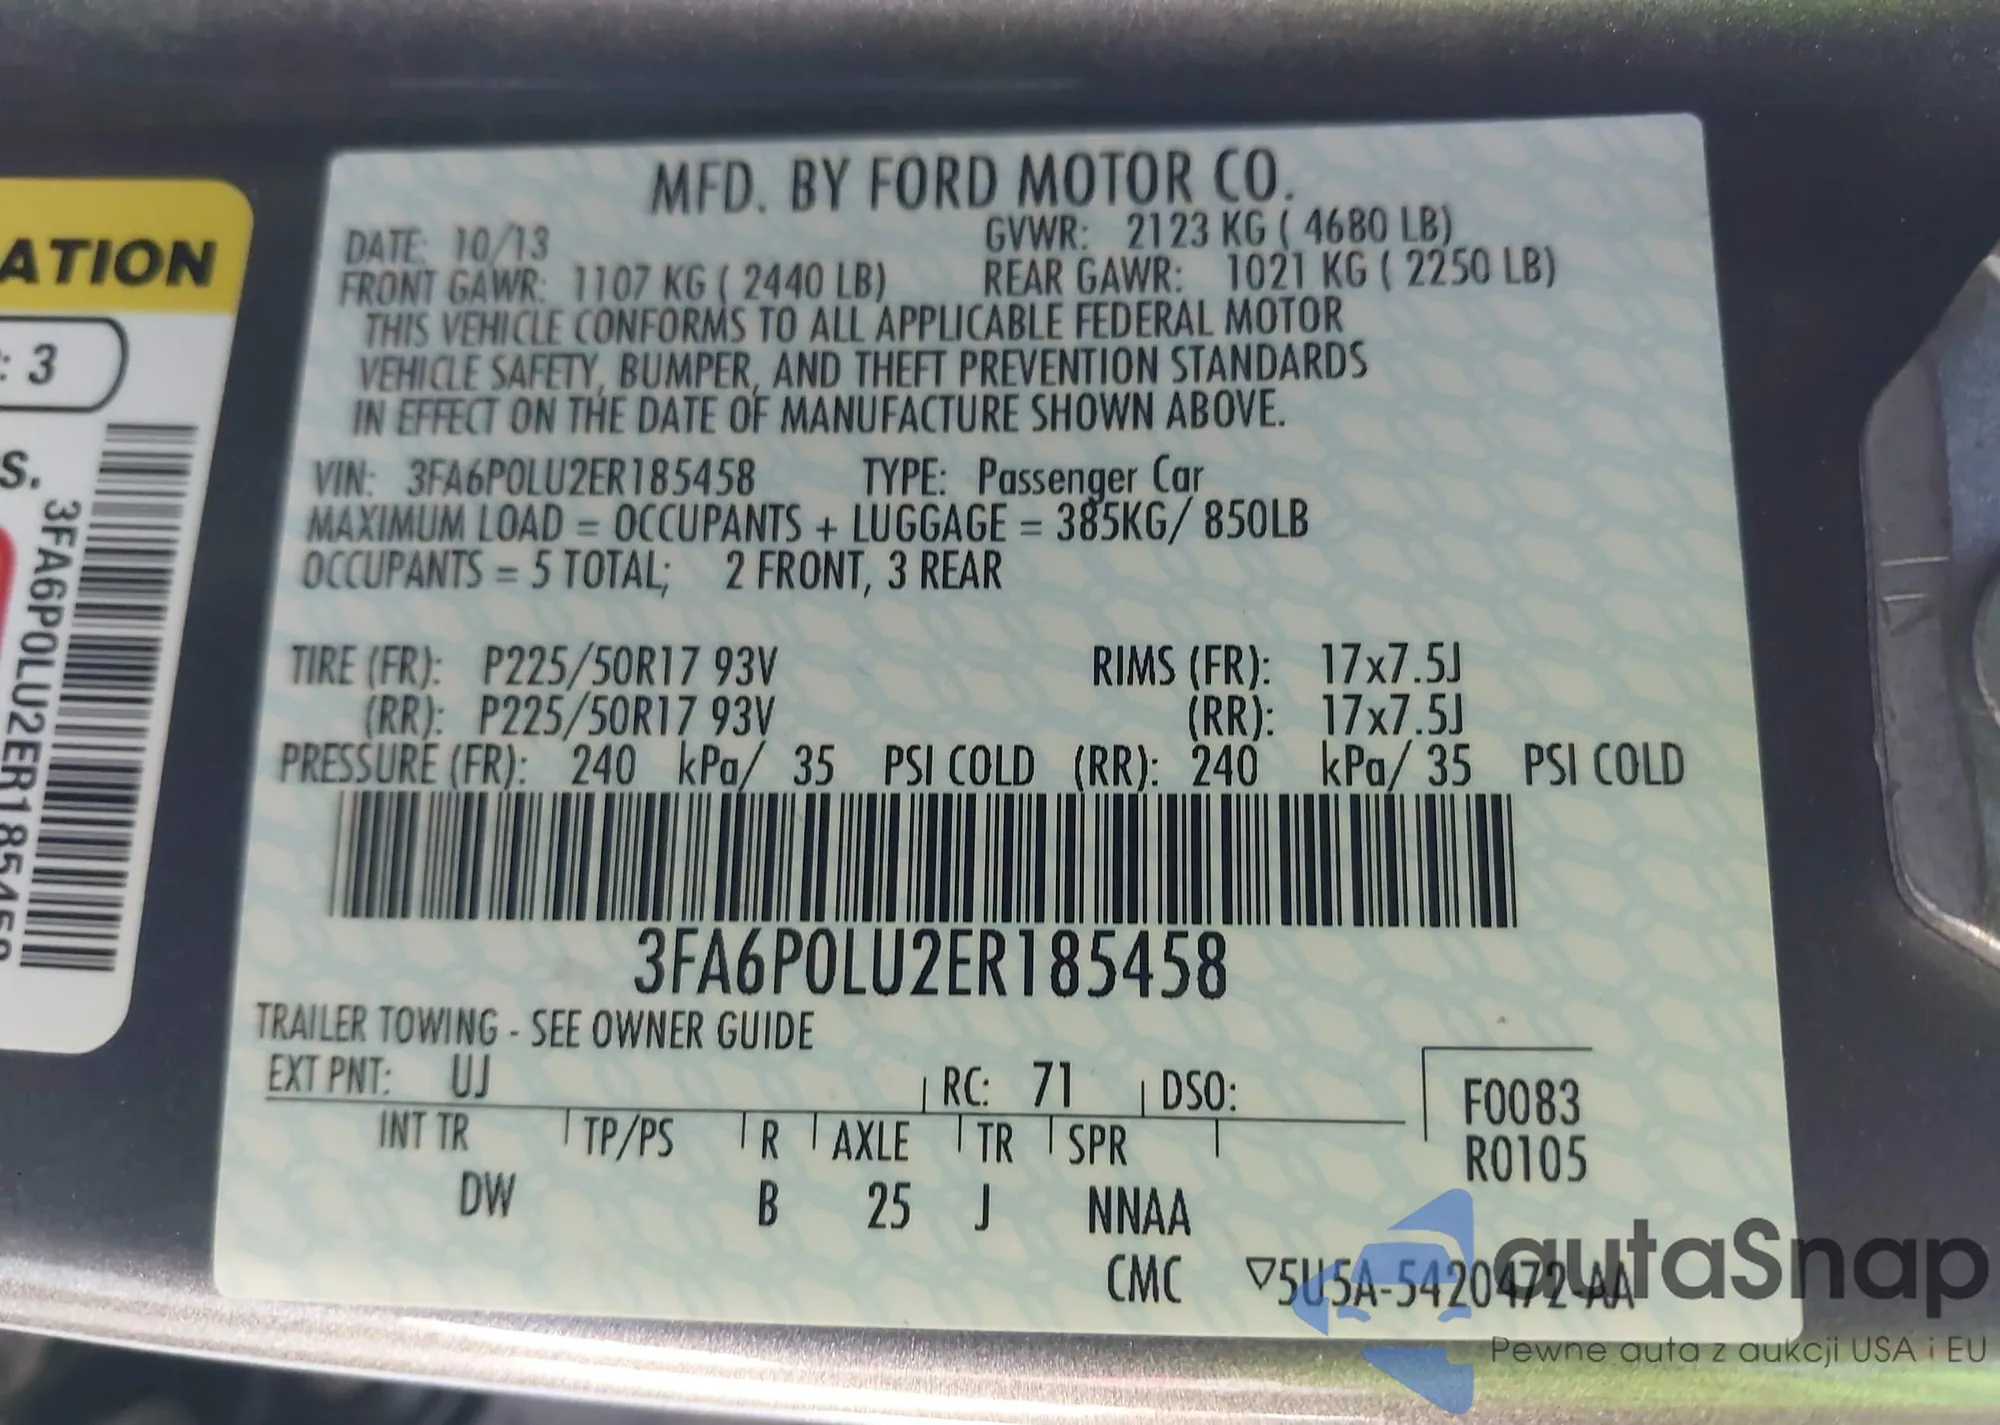 MFD. BY FORD MOTOR CO.
DATE: 10/13 GVWR: 2123 KG ( 4680 LB)
FRONT GAWR: 1107 KG ( 2440 LB) REAR GAWR: 1021 KG ( 2250 LB)
THIS VEHICLE CONFORMS TO ALL APPLICABLE FEDERAL MOTOR
VEHICLE SAFETY, BUMPER, AND THEFT PREVENTION STANDARDS
IN EFFECT ON THE DATE OF MANUFACTURE SHOWN ABOVE.
VIN: 3FA6P0LU2ER185458 TYPE: Passenger Car
MAXIMUM LOAD = OCCUPANTS + LUGGAGE = 385KG/ 850LB
OCCUPANTS = 5 TOTAL; 2 FRONT, 3 REAR
TIRE (FR): P225/50R17 93V RIMS (FR): 17x7.5J
(RR): P225/50R17 93V (RR): 17x7.5J
PRESSURE (FR): 240 kPa/ 35 PSI COLD (RR): 240 kPa/ 35 PSI COLD
3FA6P0LU2ER185458
TRAILER TOWING - SEE OWNER GUIDE
EXT PNT: UJ RC: 71 DSO:
F0083
INT TR TP/PS R AXLE TR SPR
R0105
DW B 25 J NNAA
CMC ▽5U5A-5420472-AA
ATION
: 3
S.
3FA6P0LU2ER185458
autaSnap
Pewne auta z aukcji USA i EU